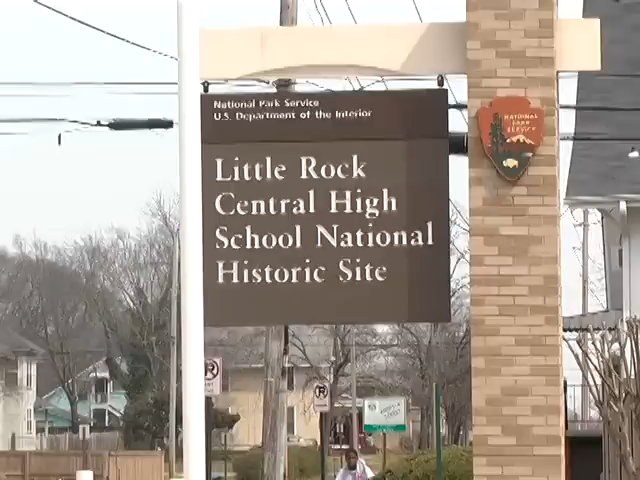 National Park Service
U.S. Department of the Interior
Little Rock
Central High
School National
Historic Site
NATIONAL
PARK
SERVICE
R
R